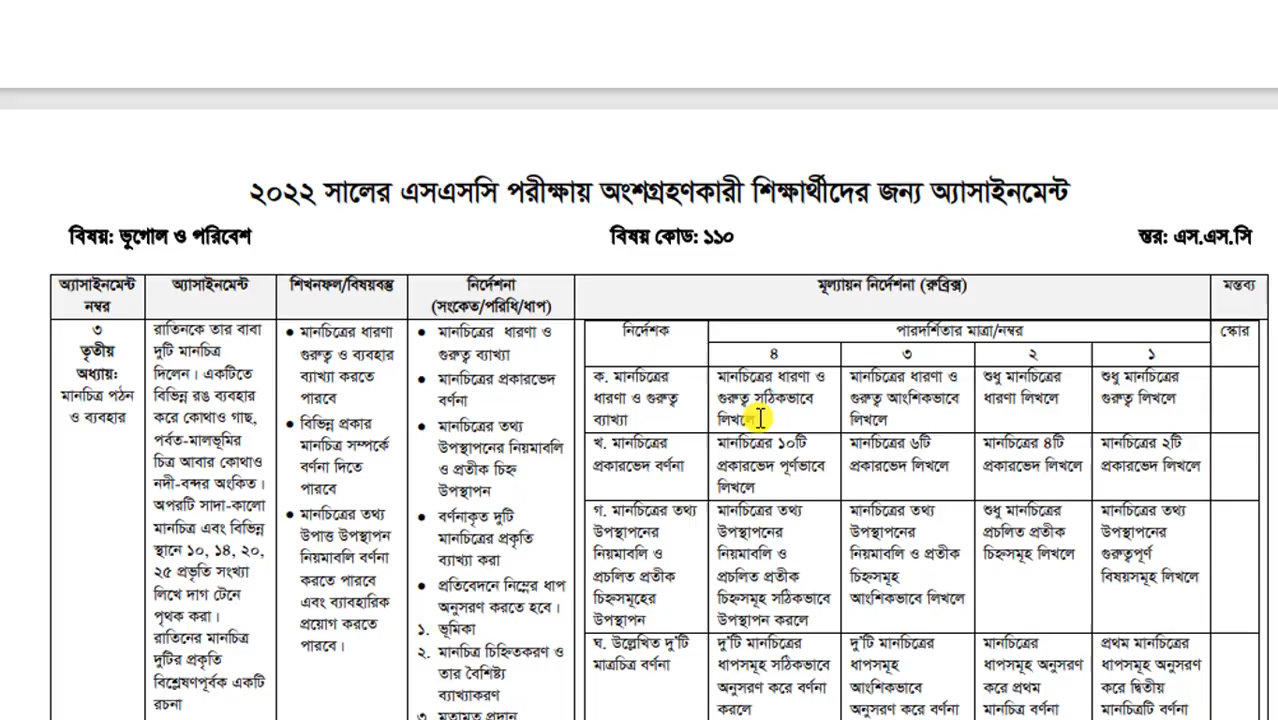 ২০২২ সালের এসএসসি পরীক্ষায় অংশগ্রহণকারী শিক্ষার্থীদের জন্য অ্যাসাইনমেন্ট
বিষয়: ভূগোল ও পরিবেশ
বিষয় কোড: ১১০
স্তর: এস.এস.সি
অ্যাসাইনমেন্ট
নম্বর
অ্যাসাইনমেন্ট
শিখনফল/বিষয়বস্তু
নির্দেশনা
(সংকেত/পরিধি/ধাপ)
মূল্যায়ন নির্দেশনা (রুব্রিক্স)
মন্তব্য
৩
তৃতীয়
অধ্যায়:
মানচিত্র পঠন
ও ব্যবহার
রাতিনকে তার বাবা
দুটি মানচিত্র
দিলেন। একটিতে
বিভিন্ন রঙ ব্যবহার
করে কোথাও গাছ,
পর্বত-মালভূমির
চিত্র আবার কোথাও
নদী-বন্দর অংকিত।
অপরটি সাদা-কালো
মানচিত্র এবং বিভিন্ন
স্থানে ১০, ১৪, ২০,
২৫ প্রভৃতি সংখ্যা
লিখে দাগ টেনে
পৃথক করা।
রাতিনের মানচিত্র
দুটির প্রকৃতি
বিশ্লেষণপূর্বক একটি
রচনা
• মানচিত্রের ধারণা
গুরুত্ব ও ব্যবহার
ব্যাখ্যা করতে
পারবে
• বিভিন্ন প্রকার
মানচিত্র সম্পর্কে
বর্ণনা দিতে
পারবে
• মানচিত্রের তথ্য
উপাত্ত উপস্থাপন
নিয়মাবলি বর্ণনা
করতে পারবে
এবং ব্যাবহারিক
প্রয়োগ করতে
পারবে।
• মানচিত্রের ধারণা ও
গুরুত্ব ব্যাখ্যা
• মানচিত্রের প্রকারভেদ
বর্ণনা
• মানচিত্রের তথ্য
উপস্থাপনের নিয়মাবলি
ও প্রতীক চিহ্ন
উপস্থাপন
• বর্ণনাকৃত দুটি
মানচিত্রের প্রকৃতি
ব্যাখ্যা করা
• প্রতিবেদনে নিম্নের ধাপ
অনুসরণ করতে হবে।
১. ভূমিকা
২. মানচিত্র চিহ্নিতকরণ ও
তার বৈশিষ্ট্য
ব্যাখ্যাকরণ
৩. মতামত প্রদান
নির্দেশক
পারদর্শিতার মাত্রা/নম্বর
স্কোর
৪
৩
২
১
ক. মানচিত্রের
ধারণা ও গুরুত্ব
ব্যাখ্যা
মানচিত্রের ধারণা ও
গুরুত্ব সঠিকভাবে
লিখলে
মানচিত্রের ধারণা ও
গুরুত্ব আংশিকভাবে
লিখলে
শুধু মানচিত্রের
ধারণা লিখলে
শুধু মানচিত্রের
গুরুত্ব লিখলে
খ. মানচিত্রের
প্রকারভেদ বর্ণনা
মানচিত্রের ১০টি
প্রকারভেদ পূর্ণভাবে
লিখলে
মানচিত্রের ৬টি
প্রকারভেদ লিখলে
মানচিত্রের ৪টি
প্রকারভেদ লিখলে
মানচিত্রের ২টি
প্রকারভেদ লিখলে
গ. মানচিত্রের তথ্য
উপস্থাপনের
নিয়মাবলি ও
প্রচলিত প্রতীক
চিহ্নসমূহের
উপস্থাপন
মানচিত্রের তথ্য
উপস্থাপনের
নিয়মাবলি ও
প্রচলিত প্রতীক
চিহ্নসমূহ সঠিকভাবে
উপস্থাপন করলে
মানচিত্রের তথ্য
উপস্থাপনের
নিয়মাবলি ও প্রতীক
চিহ্নসমূহ
আংশিকভাবে লিখলে
শুধু মানচিত্রের
প্রচলিত প্রতীক
চিহ্নসমূহ লিখলে
মানচিত্রের তথ্য
উপস্থাপনের
গুরুত্বপূর্ণ
বিষয়সমূহ লিখলে
ঘ. উল্লেখিত দু'টি
মাত্রচিত্র বর্ণনা
দু'টি মানচিত্রের
ধাপসমূহ সঠিকভাবে
অনুসরণ করে বর্ণনা
করলে
দু'টি মানচিত্রের
ধাপসমূহ
আংশিকভাবে
অনুসরণ করে বর্ণনা
মানচিত্রের
ধাপসমূহ অনুসরণ
করে প্রথম
মানচিত্র বর্ণনা
প্রথম মানচিত্রের
ধাপসমূহ অনুসরণ
করে দ্বিতীয়
মানচিত্রটি বর্ণনা